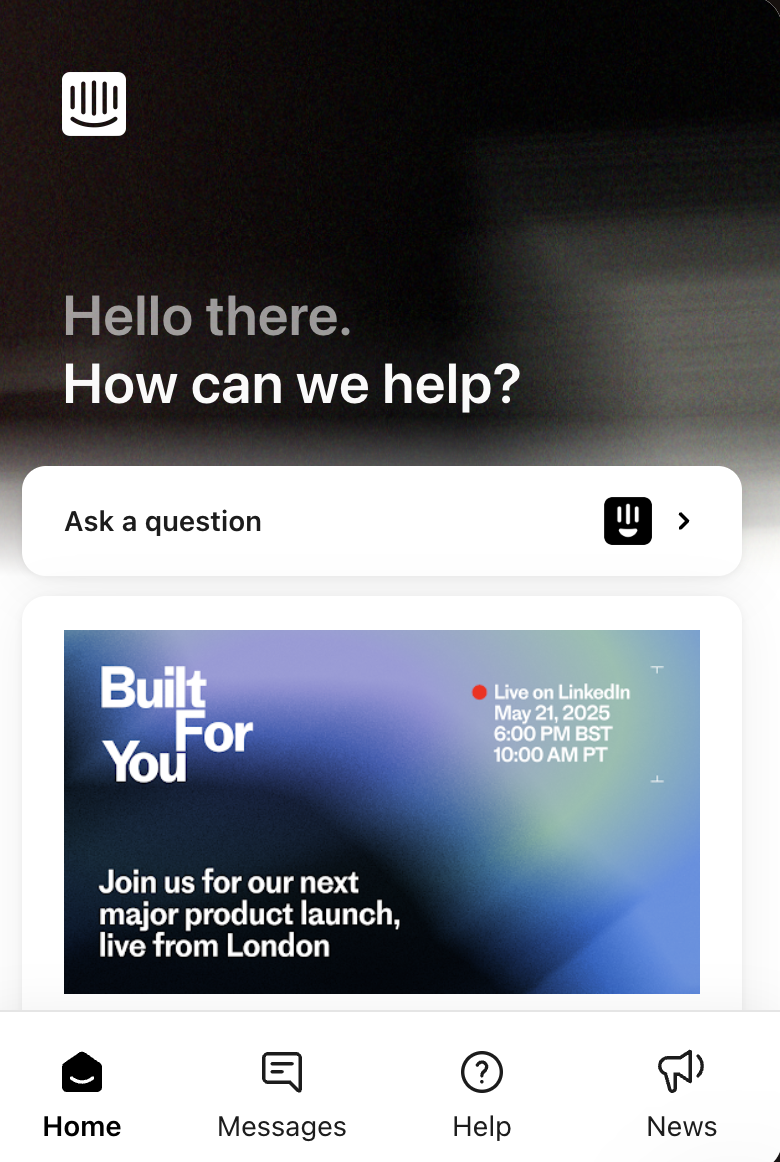 Hello there.
How can we help?
Ask a question
Built
For
You
Live on LinkedIn
May 21, 2025
6:00 PM BST
10:00 AM PT
Join us for our next
major product launch,
live from London
Home
Messages
Help
News